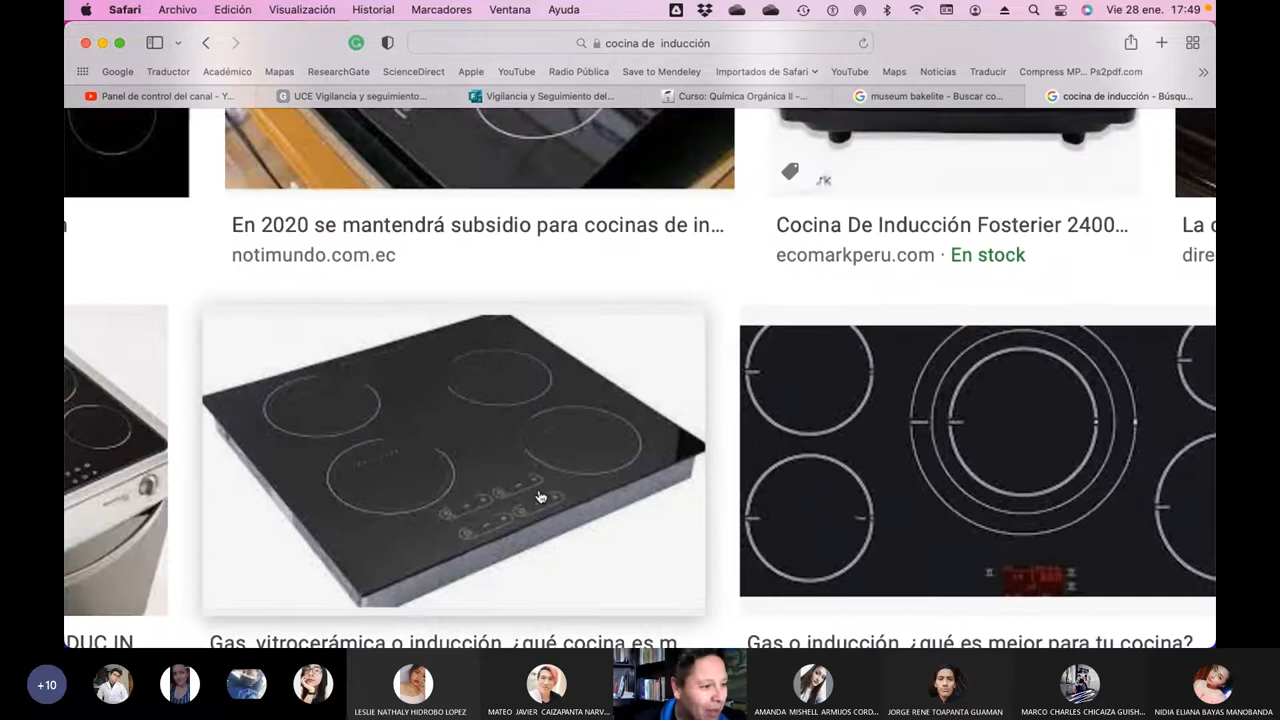 Safari Archivo Edición Visualización Historial Marcadores Ventana Ayuda Vie 28 ene. 17:49
cocina de inducción
Google Traductor Académico Mapas ResearchGate ScienceDirect Apple YouTube Radio Pública Save to Mendeley Importados de Safari YouTube Maps Noticias Traducir Compress MP... Ps2pdf.com
Panel de control del canal - Y... UCE Vigilancia y seguimiento... Vigilancia y Seguimiento del... Curso: Química Orgánica II -... museum bakelite - Buscar co... cocina de inducción - Búsqu...
En 2020 se mantendrá subsidio para cocinas de in...
notimundo.com.ec
Cocina De Inducción Fosterier 2400...
ecomarkperu.com · En stock
La
dire
DUC IN
Gas, vitrocerámica o inducción, ¿qué cocina es m
Gas o inducción, ¿qué es mejor para tu cocina?
+10
LESLIE NATHALY HIDROBO LOPEZ
MATEO JAVIER CAIZAPANTA NARV...
AMANDA MISHELL ARMIJOS CORD...
JORGE RENE TOAPANTA GUAMAN
MARCO CHARLES CHICAIZA GUISH...
NIDIA ELIANA BAYAS MANOBANDA